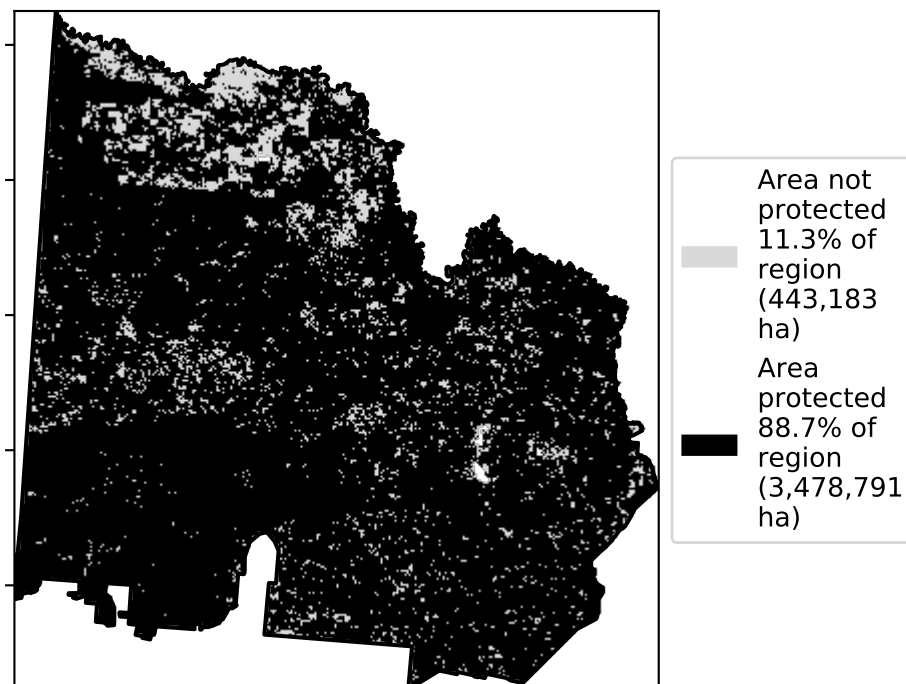 Area not
protected
11.3% of
region
(443,183
ha)
Area
protected
88.7% of
region
(3,478,791
ha)